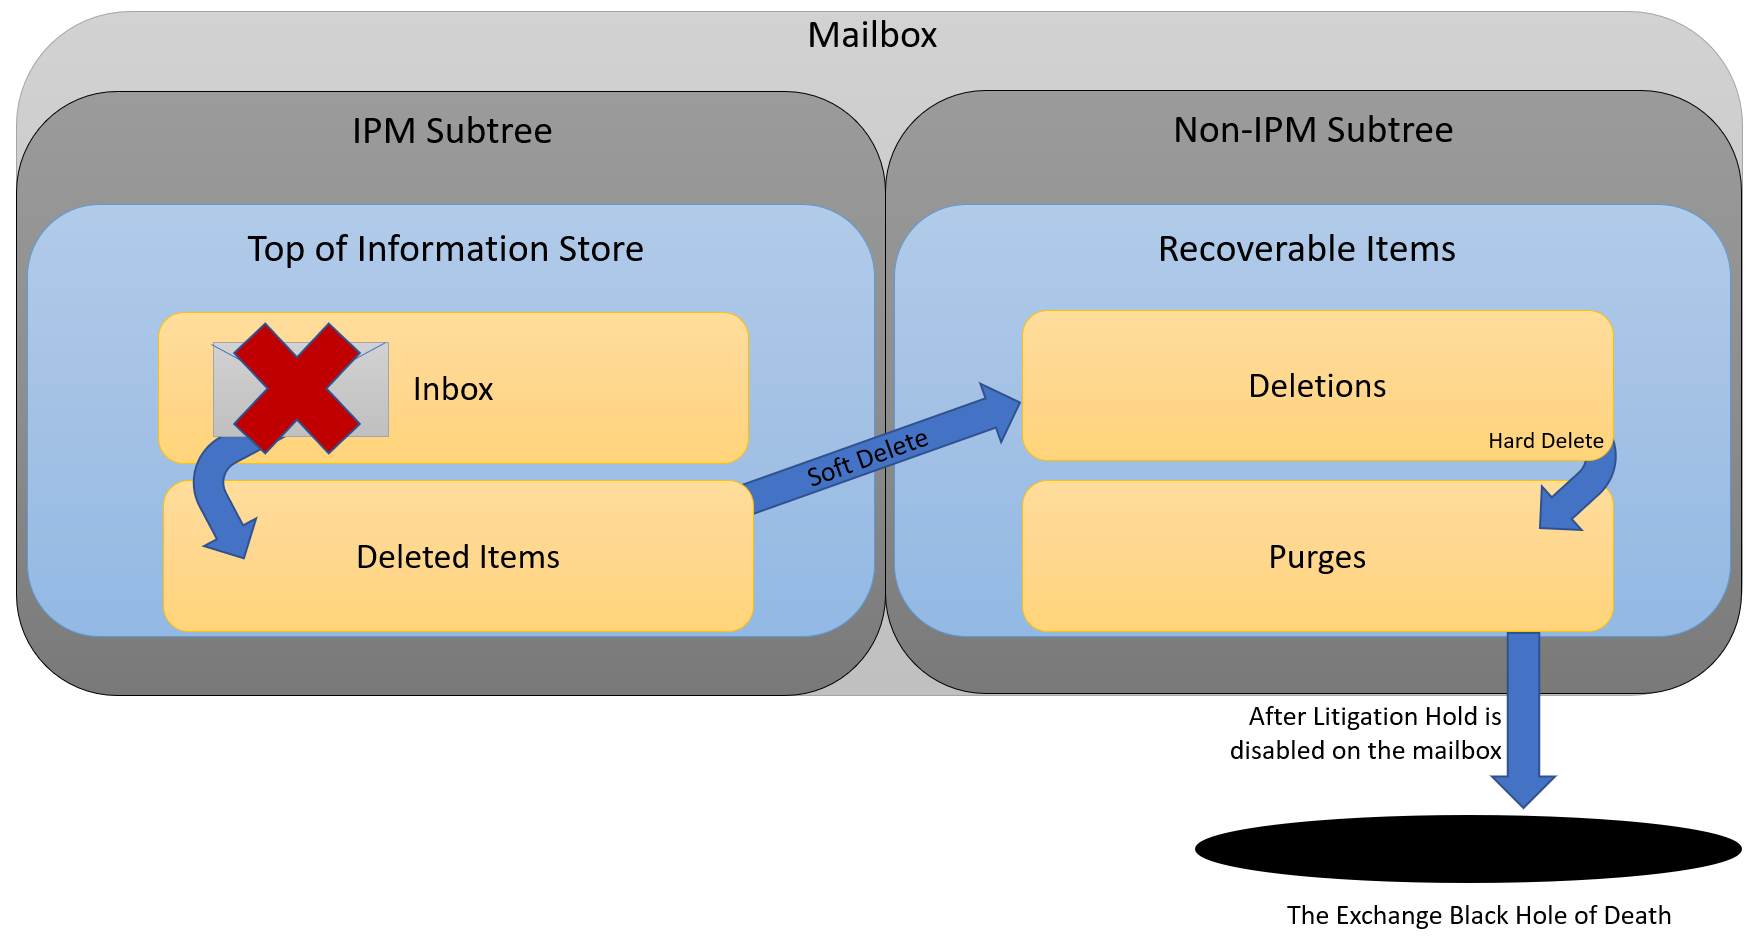 Mailbox
IPM Subtree
Non-IPM Subtree
Top of Information Store
Recoverable Items
Inbox
Deletions
Soft Delete
Hard Delete
Deleted Items
Purges
After Litigation Hold is
disabled on the mailbox
The Exchange Black Hole of Death